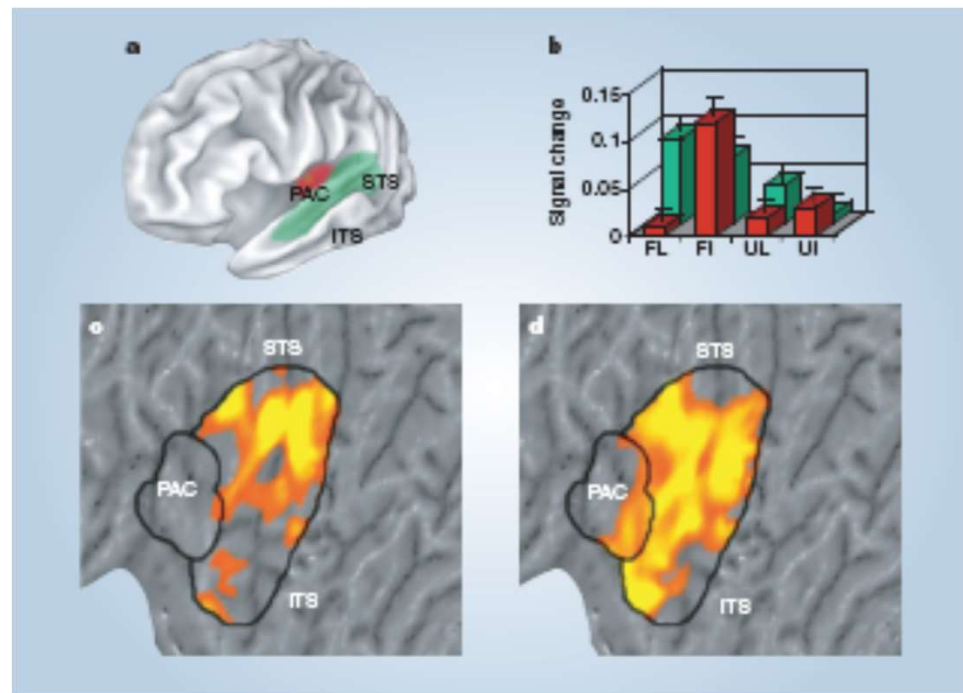 a
PAC
STS
ITS
b
Signal change
0.15
0.1
0.05
0
FL FI UL UI
c
STS
PAC
ITS
d
STS
PAC
ITS